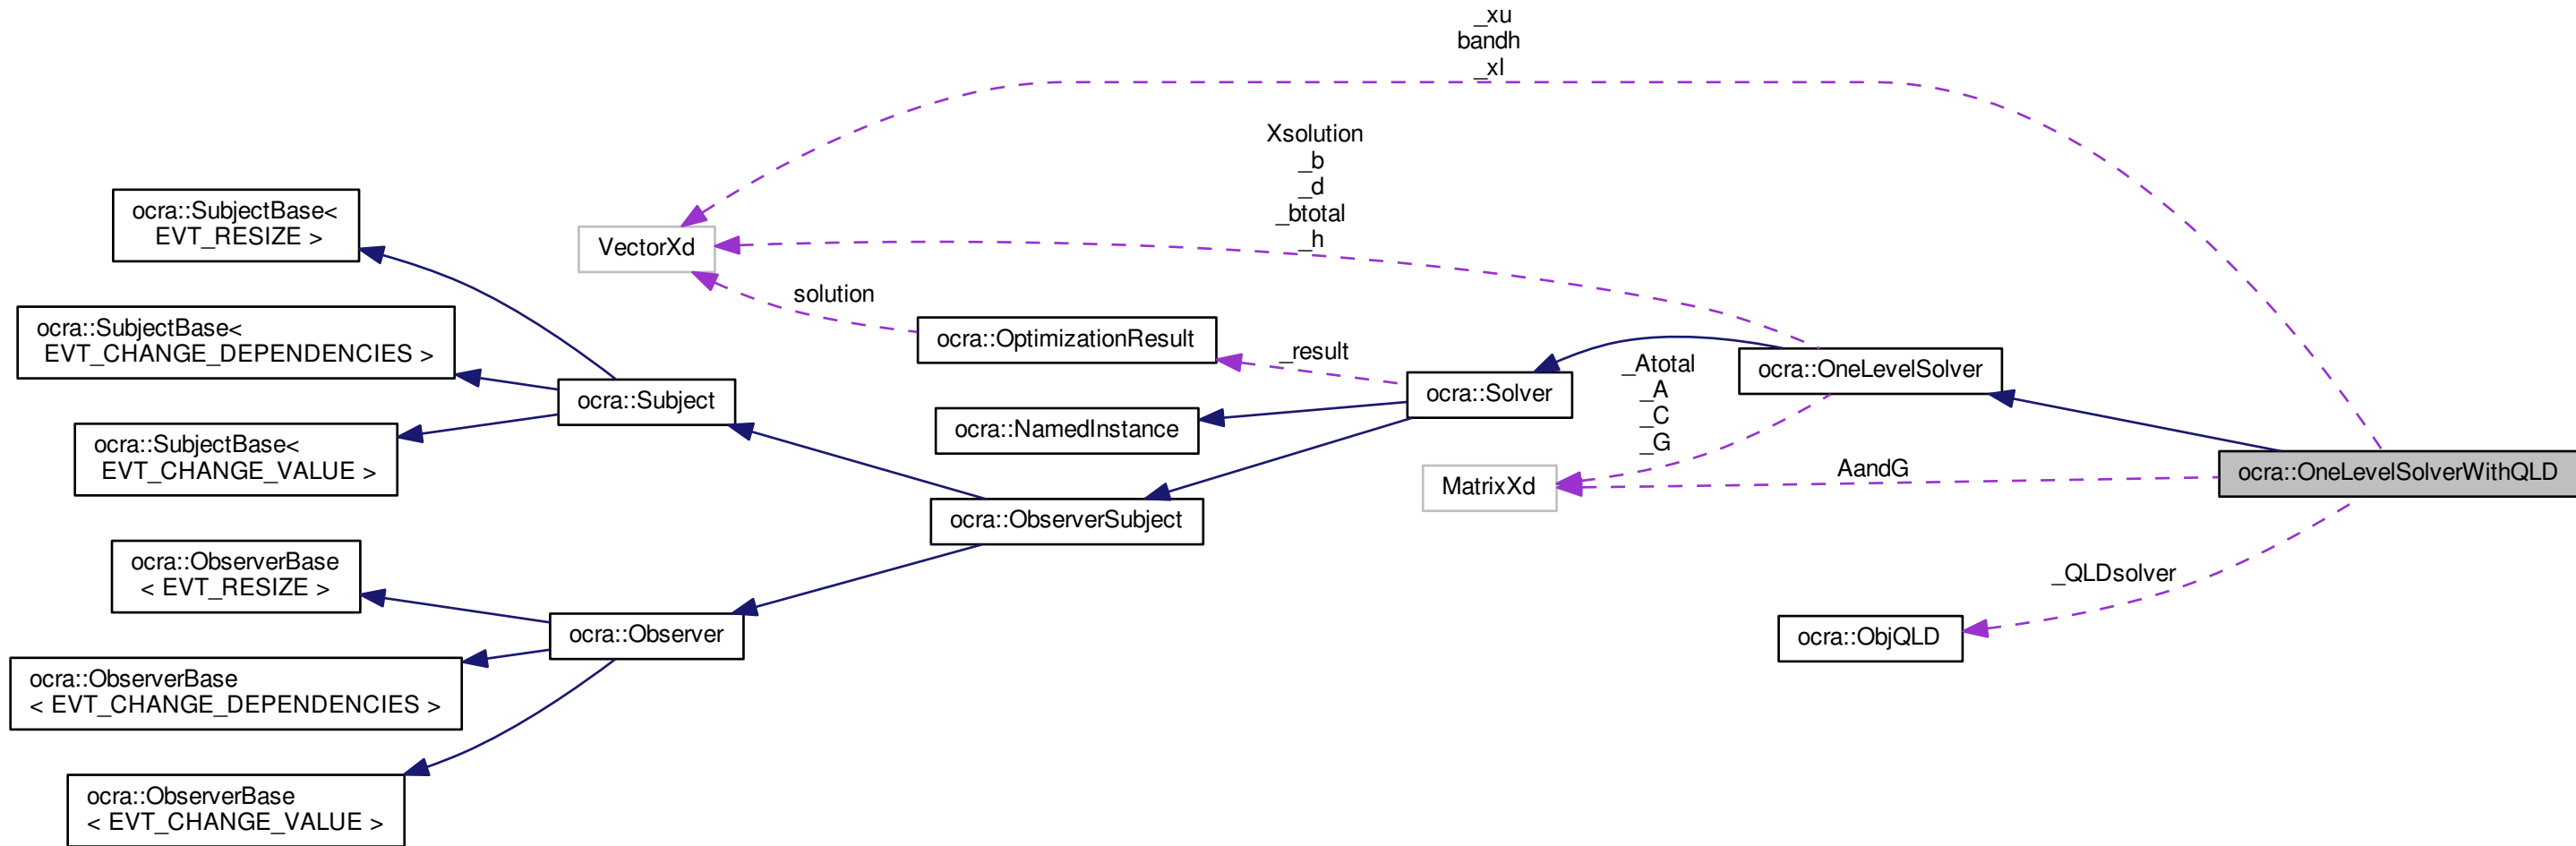 _xu
bandh
_xl
Xsolution
_b
_d
_btotal
_h
ocra::SubjectBase<
EVT_RESIZE >
VectorXd
solution
ocra::SubjectBase<
EVT_CHANGE_DEPENDENCIES >
ocra::OptimizationResult
_result
_Atotal
_A
_C
_G
ocra::OneLevelSolver
ocra::Subject
ocra::Solver
ocra::NamedInstance
ocra::SubjectBase<
EVT_CHANGE_VALUE >
MatrixXd
AandG
ocra::OneLevelSolverWithQLD
ocra::ObserverSubject
ocra::ObserverBase
< EVT_RESIZE >
_QLDsolver
ocra::Observer
ocra::ObjQLD
ocra::ObserverBase
< EVT_CHANGE_DEPENDENCIES >
ocra::ObserverBase
< EVT_CHANGE_VALUE >